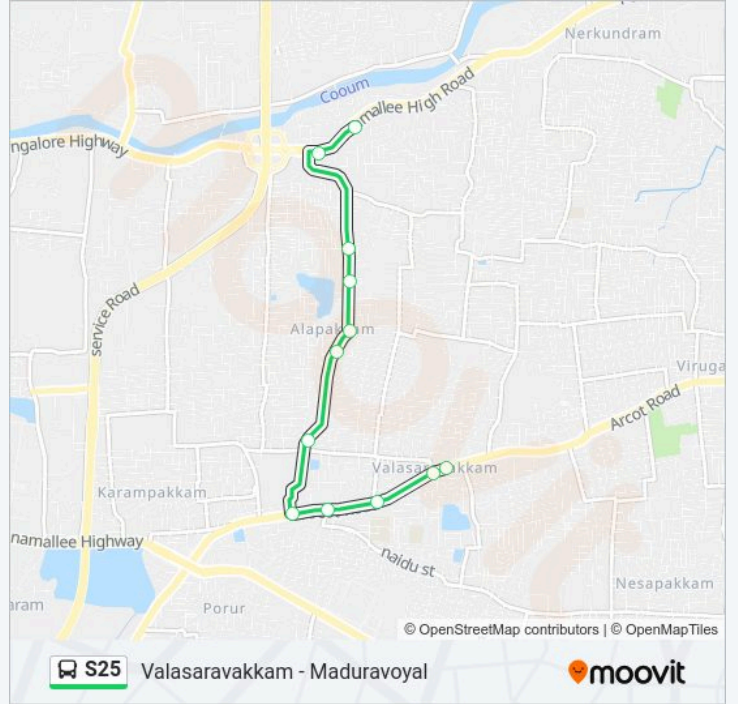 Nerkundram
Cooum
mallee High Road
ngalore Highway
service Road
Alapakkam
Viruga
Arcot Road
Valasaravakkam
Karampakkam
namallee Highway
naidu st
Nesapakkam
aram
Porur
© OpenStreetMap contributors | © OpenMapTiles
S25 Valasaravakkam - Maduravoyal
moovit